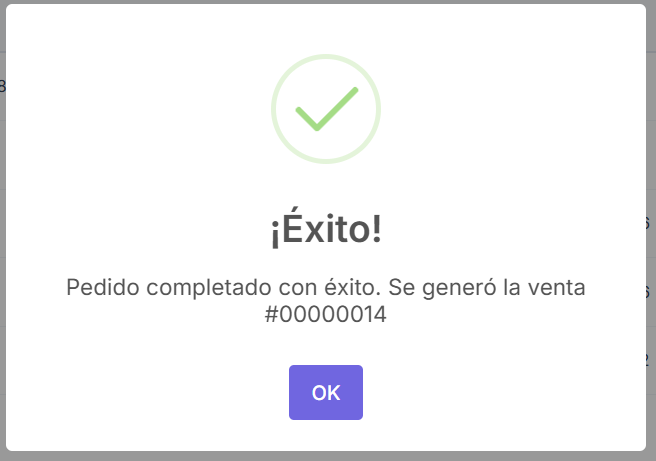 ¡Éxito!
Pedido completado con éxito. Se generó la venta
#00000014
OK